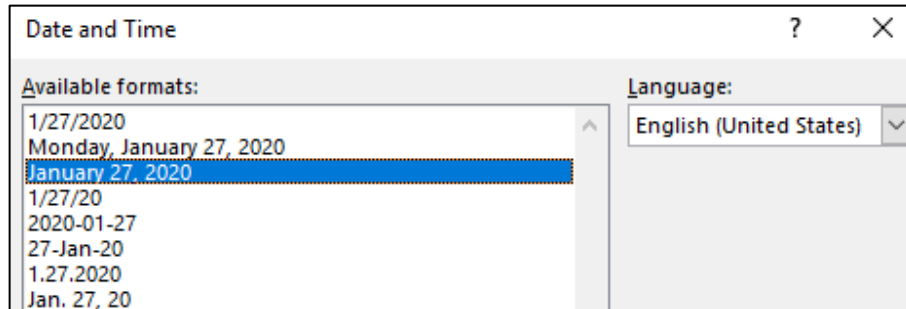 Date and Time
Available formats:
1/27/2020
Monday, January 27, 2020
January 27, 2020
1/27/20
2020-01-27
27-Jan-20
1.27.2020
Jan. 27, 20
Language:
English (United States)